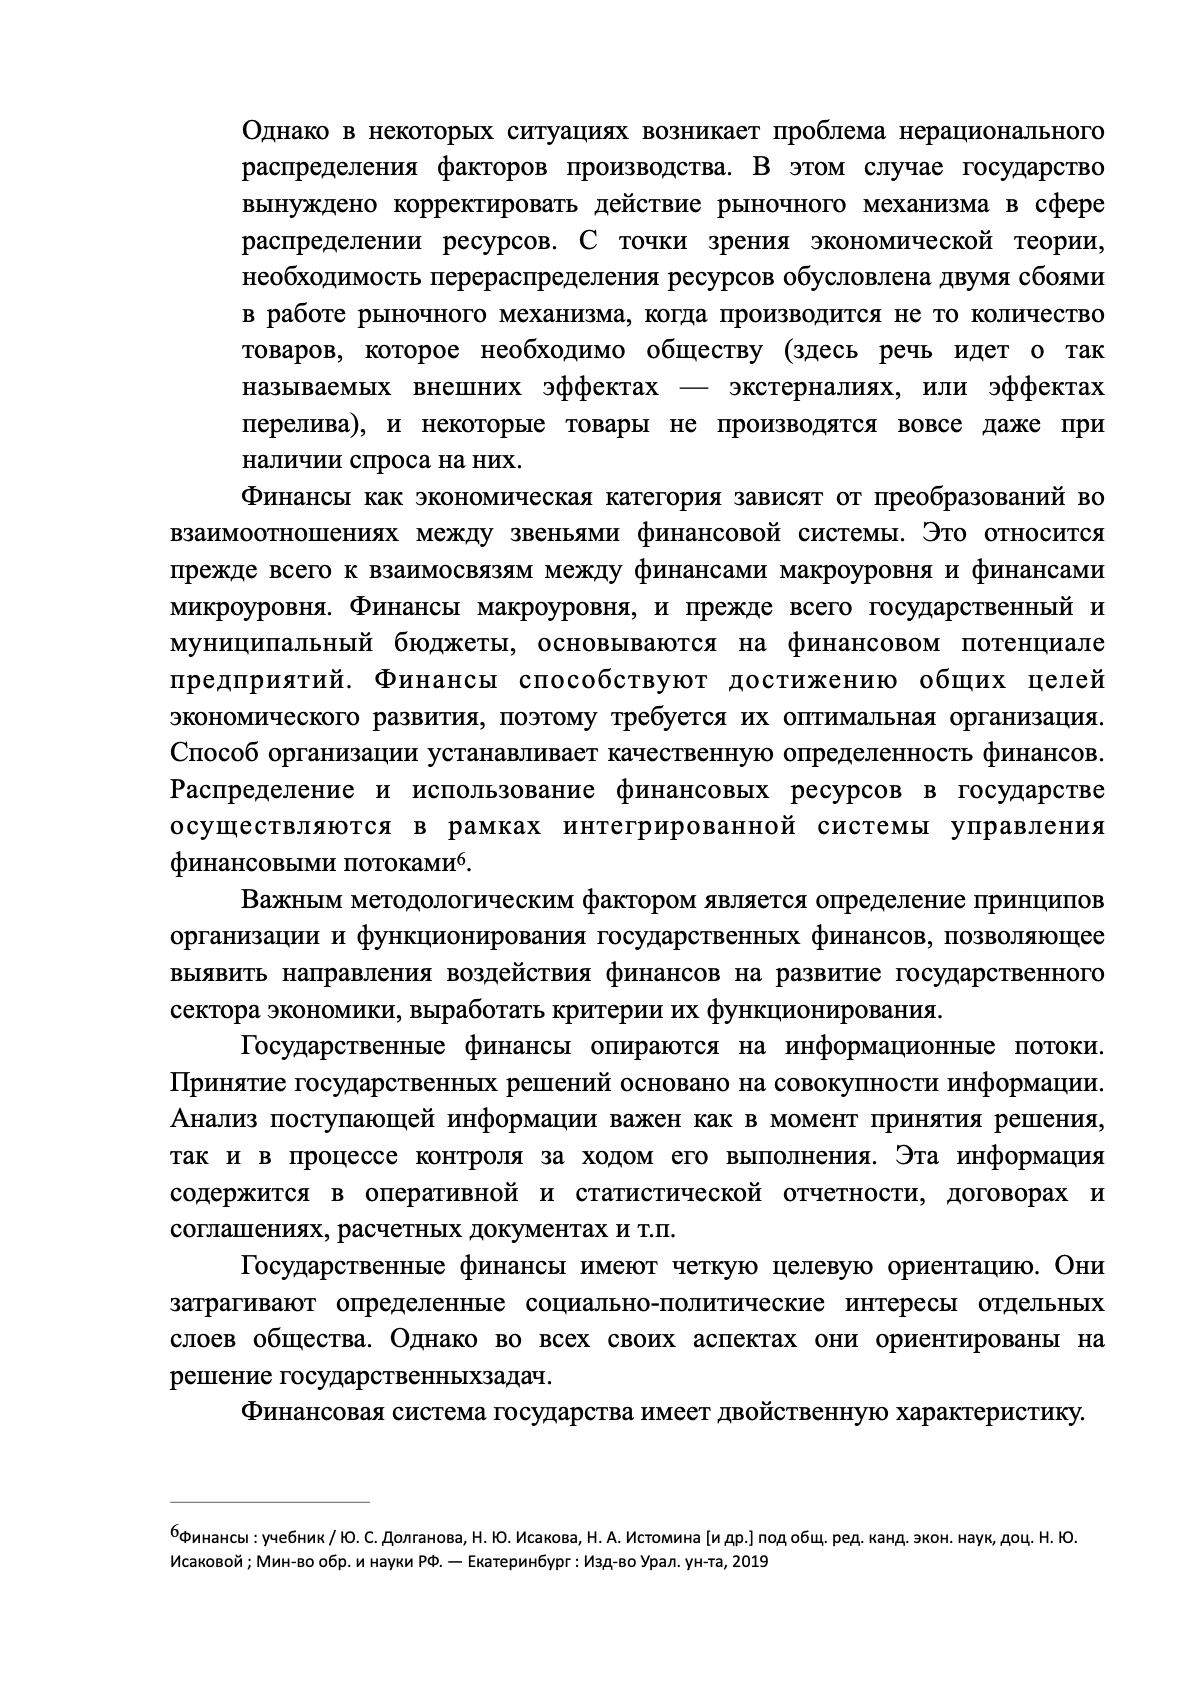 Однако в некоторых ситуациях возникает проблема нерационального
распределения факторов производства. В этом случае государство
вынуждено корректировать действие рыночного механизма в сфере
распределении ресурсов. С точки зрения экономической теории,
необходимость перераспределения ресурсов обусловлена двумя сбоями
в работе рыночного механизма, когда производится не то количество
товаров, которое необходимо обществу (здесь речь идет о так
называемых внешних эффектах — экстерналиях, или эффектах
перелива), и некоторые товары не производятся вовсе даже при
наличии спроса на них.
Финансы как экономическая категория зависят от преобразований во
взаимоотношениях между звеньями финансовой системы. Это относится
прежде всего к взаимосвязям между финансами макроуровня и финансами
микроуровня. Финансы макроуровня, и прежде всего государственный и
муниципальный бюджеты, основываются на финансовом потенциале
предприятий. Финансы способствуют достижению общих целей
экономического развития, поэтому требуется их оптимальная организация.
Способ организации устанавливает качественную определенность финансов.
Распределение и использование финансовых ресурсов в государстве
осуществляются в рамках интегрированной системы управления
финансовыми потоками6.
Важным методологическим фактором является определение принципов
организации и функционирования государственных финансов, позволяющее
выявить направления воздействия финансов на развитие государственного
сектора экономики, выработать критерии их функционирования.
Государственные финансы опираются на информационные потоки.
Принятие государственных решений основано на совокупности информации.
Анализ поступающей информации важен как в момент принятия решения,
так и в процессе контроля за ходом его выполнения. Эта информация
содержится в оперативной и статистической отчетности, договорах и
соглашениях, расчетных документах и т.п.
Государственные финансы имеют четкую целевую ориентацию. Они
затрагивают определенные социально-политические интересы отдельных
слоев общества. Однако во всех своих аспектах они ориентированы на
решение государственныхзадач.
Финансовая система государства имеет двойственную характеристику.
6Финансы : учебник / Ю. С. Долганова, Н. Ю. Исакова, Н. А. Истомина [и др.] под общ. ред. канд. экон. наук, доц. Н. Ю.
Исаковой ; Мин-во обр. и науки РФ. — Екатеринбург : Изд-во Урал. ун-та, 2019